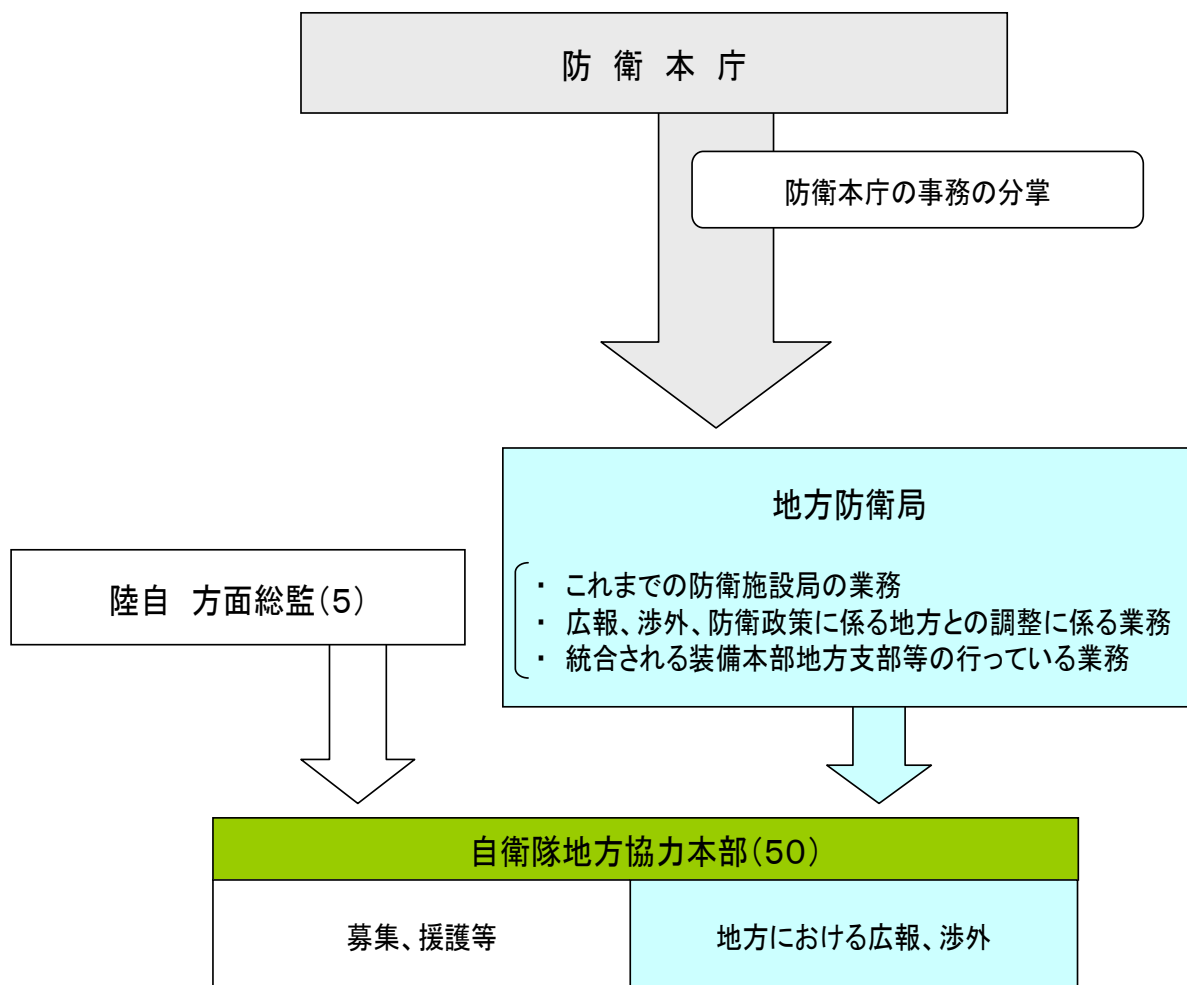 防 衛 本 庁
防衛本庁の事務の分掌
地方防衛局
・ これまでの防衛施設局の業務
・ 広報、渉外、防衛政策に係る地方との調整に係る業務
・ 統合される装備本部地方支部等の行っている業務
陸自 方面総監(5)
自衛隊地方協力本部(50)
募集、援護等
地方における広報、渉外